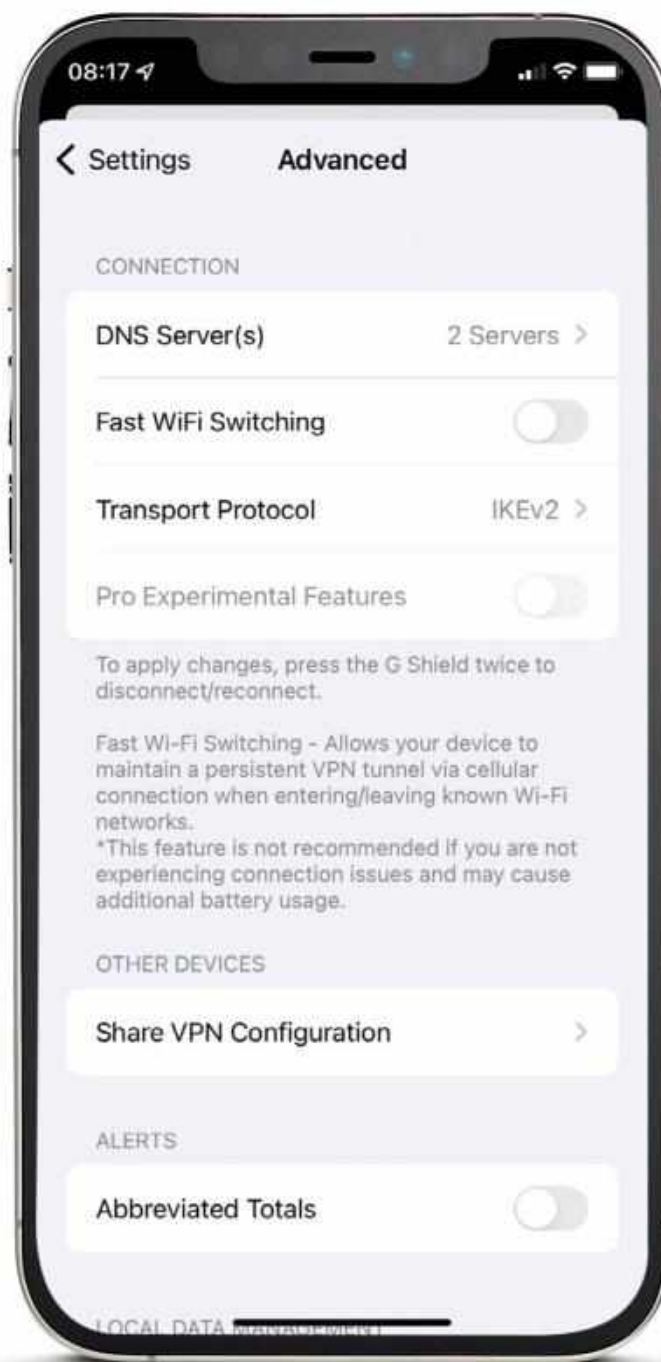 08:17
Settings
Advanced
CONNECTION
DNS Server(s)
2 Servers
Fast WiFi Switching
Transport Protocol
IKEv2
Pro Experimental Features
To apply changes, press the G Shield twice to
disconnect/reconnect.
Fast Wi-Fi Switching - Allows your device to
maintain a persistent VPN tunnel via cellular
connection when entering/leaving known Wi-Fi
networks.
*This feature is not recommended if you are not
experiencing connection issues and may cause
additional battery usage.
OTHER DEVICES
Share VPN Configuration
ALERTS
Abbreviated Totals
LOCAL DATA MANAGEMENT